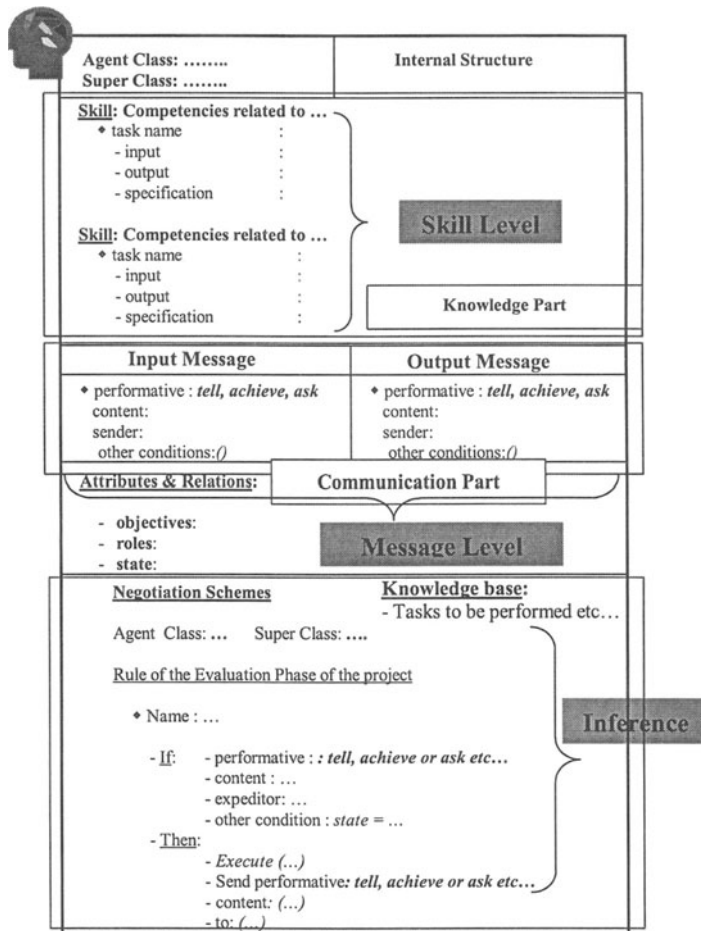 Agent Class: ........
Super Class: ........
Internal Structure
Skill: Competencies related to ...
◆ task name :
- input :
- output :
- specification :
Skill Level
Skill: Competencies related to ...
◆ task name :
- input :
- output :
- specification :
Knowledge Part
Input Message
◆ performative : tell, achieve, ask
content:
sender:
other conditions:()
Output Message
◆ performative : tell, achieve, ask
content:
sender:
other conditions:()
Attributes & Relations:
Communication Part
- objectives:
- roles:
- state:
Message Level
Negotiation Schemes
Knowledge base:
- Tasks to be performed etc...
Agent Class: ... Super Class: ....
Rule of the Evaluation Phase of the project
◆ Name : ...
Inference
- If: - performative : : tell, achieve or ask etc...
- content : ...
- expeditor: ...
- other condition : state = ...
- Then:
- Execute (...)
- Send performative: tell, achieve or ask etc...
- content: (...)
- to: (...)